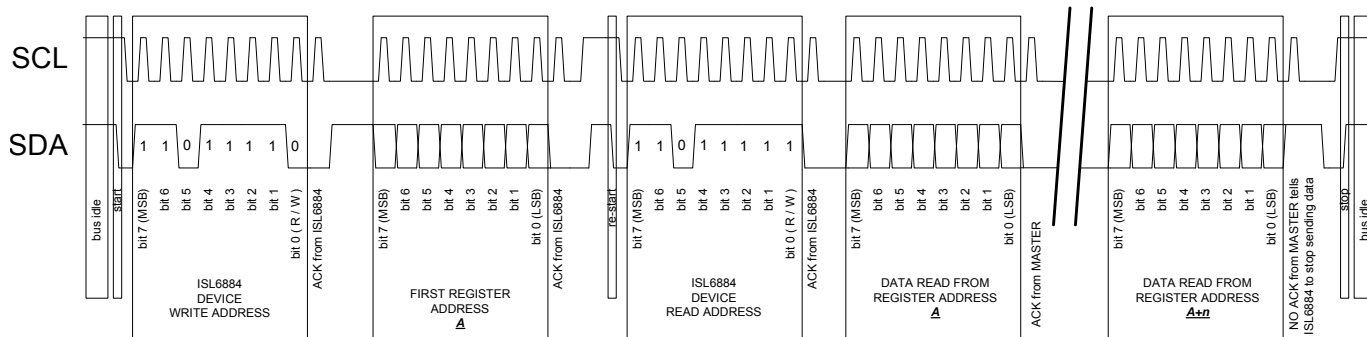 SCL
SDA
1 1 0 1 1 1 1 0
1 1 0 1 1 1 1 1
bus idle
start
bit 7 (MSB)
bit 6
bit 5
bit 4
bit 3
bit 2
bit 1
bit 0 ( R / W)
ACK from ISL6884
bit 7 (MSB)
bit 6
bit 5
bit 4
bit 3
bit 2
bit 1
bit 0 (LSB)
ACK from ISL6884
re-start
bit 7 (MSB)
bit 6
bit 5
bit 4
bit 3
bit 2
bit 1
bit 0 ( R / W)
ACK from ISL6884
bit 7 (MSB)
bit 6
bit 5
bit 4
bit 3
bit 2
bit 1
bit 0 (LSB)
ACK from MASTER
bit 7 (MSB)
bit 6
bit 5
bit 4
bit 3
bit 2
bit 1
bit 0 (LSB)
NO ACK from MASTER tells
ISL6884 to stop sending data
stop
bus idle
ISL6884
DEVICE
WRITE ADDRESS
FIRST REGISTER
ADDRESS
A
ISL6884
DEVICE
READ ADDRESS
DATA READ FROM
REGISTER ADDRESS
A
DATA READ FROM
REGISTER ADDRESS
A+n